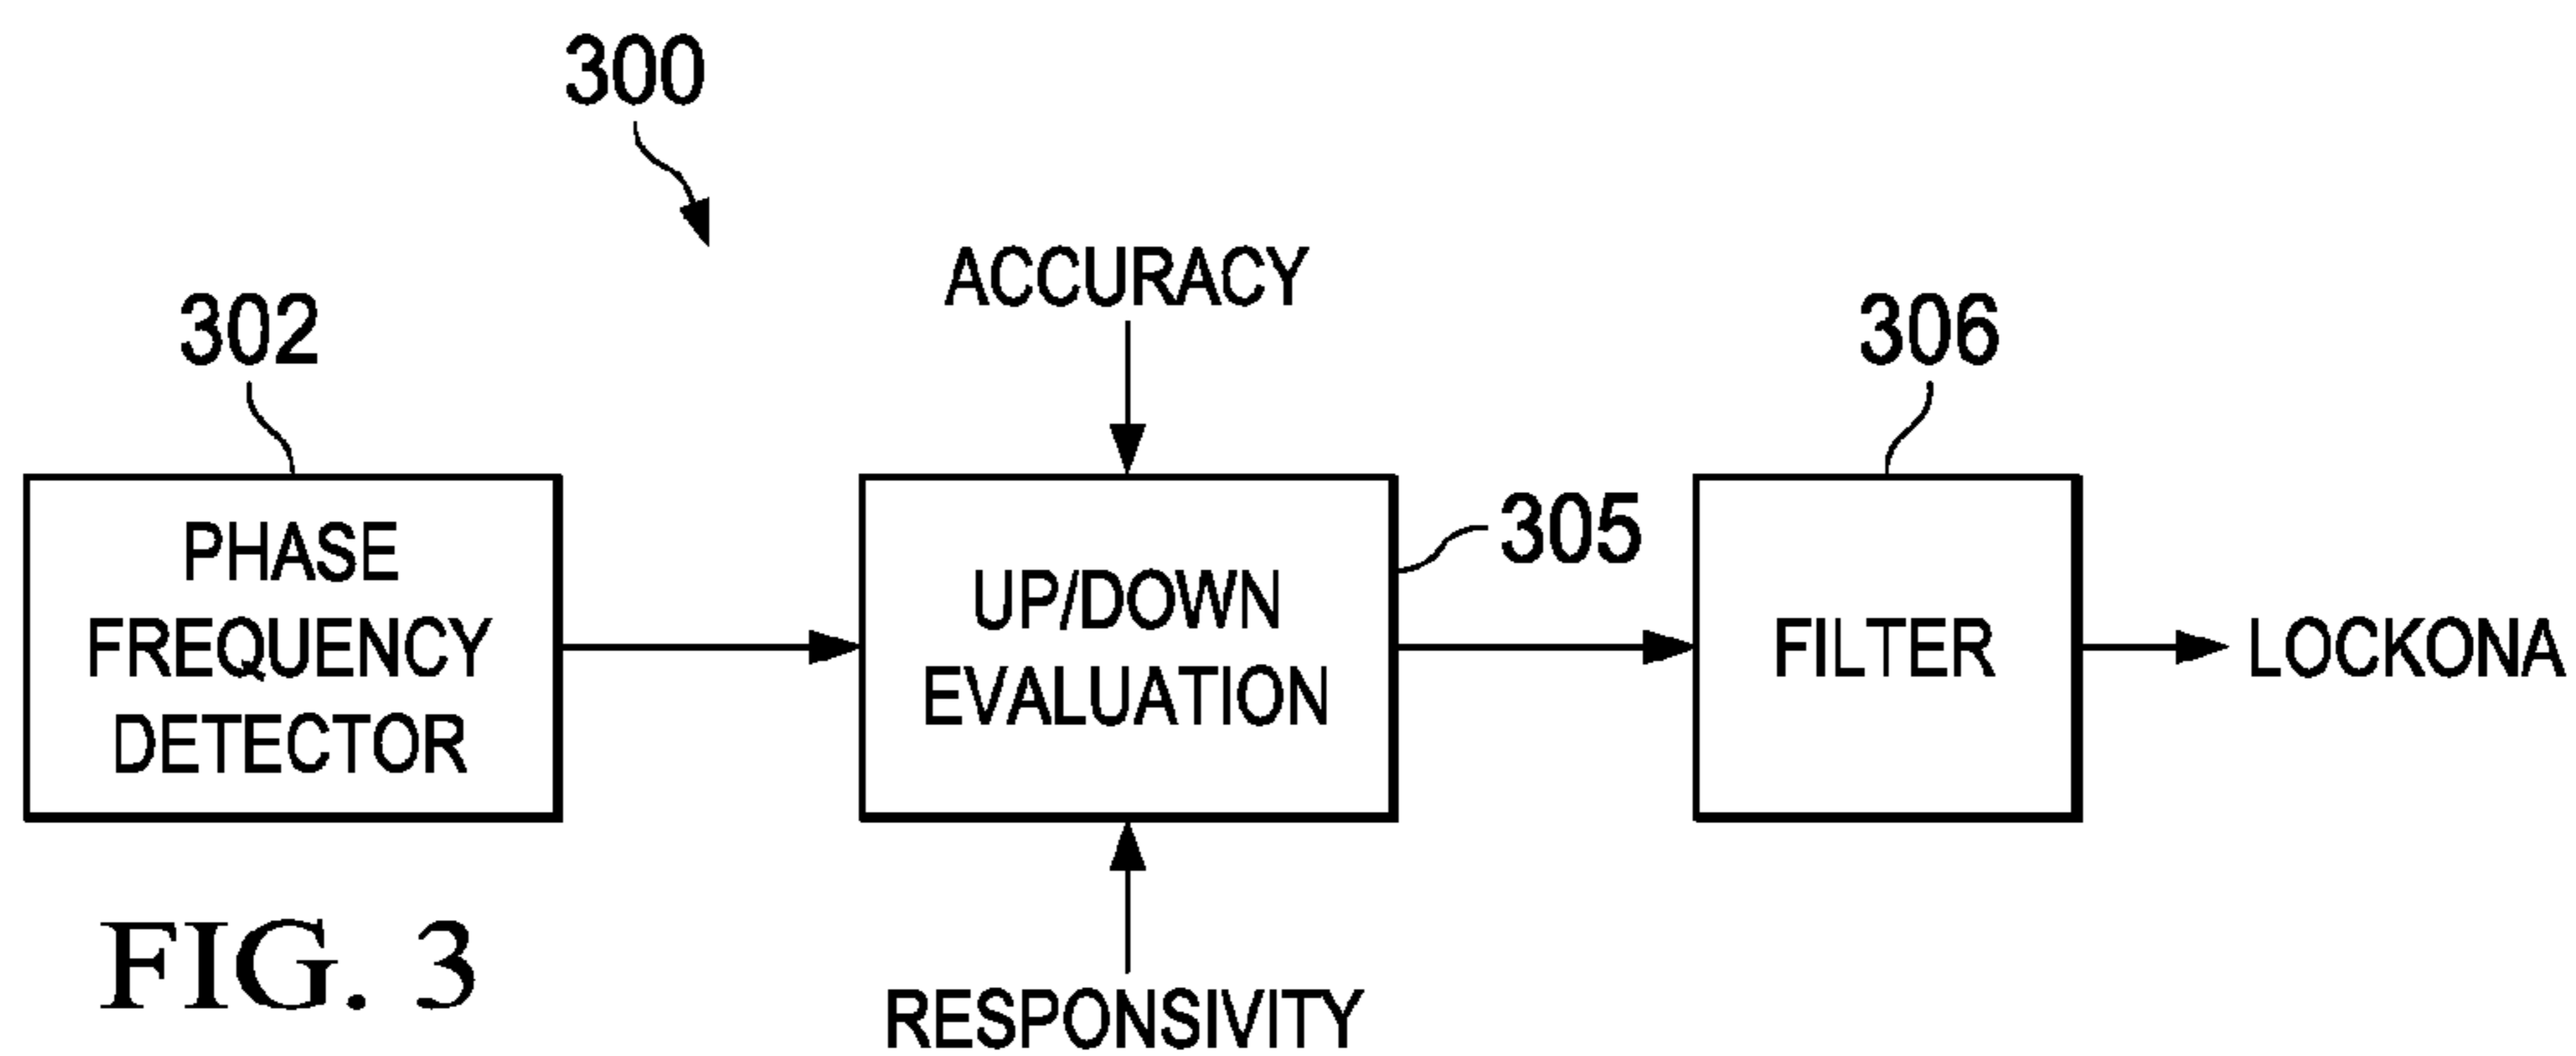 300
ACCURACY
302
306
PHASE
FREQUENCY
DETECTOR
UP/DOWN
EVALUATION
305
FILTER
LOCKONA
RESPONSIVITY
FIG. 3